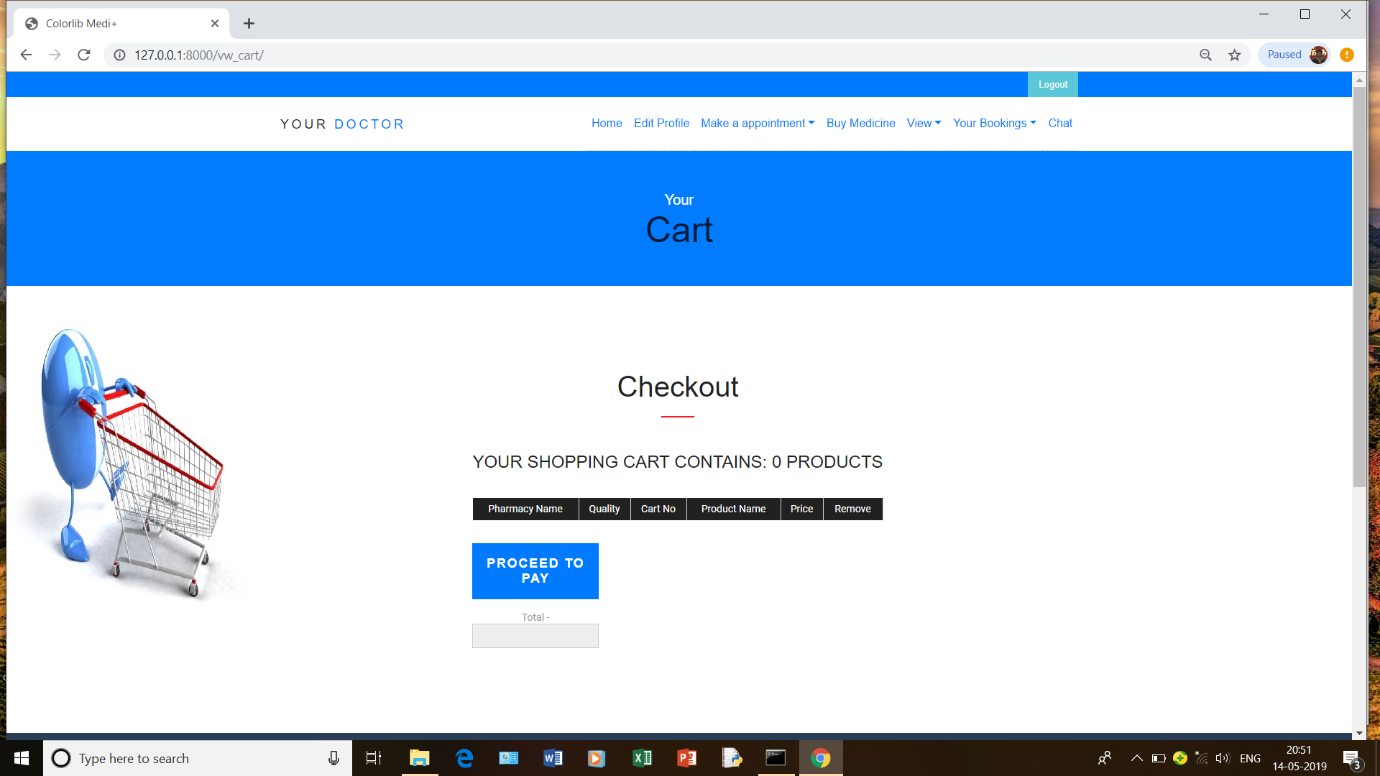 Colorlib Medi+
127.0.0.1:8000/vw_cart/
Paused
Logout
YOUR DOCTOR
Home Edit Profile Make a appointment Buy Medicine View Your Bookings Chat
Your
Cart
Checkout
YOUR SHOPPING CART CONTAINS: 0 PRODUCTS
Pharmacy Name Quality Cart No Product Name Price Remove
PROCEED TO
PAY
Total -
Type here to search
ENG
20:51
14-05-2019
3